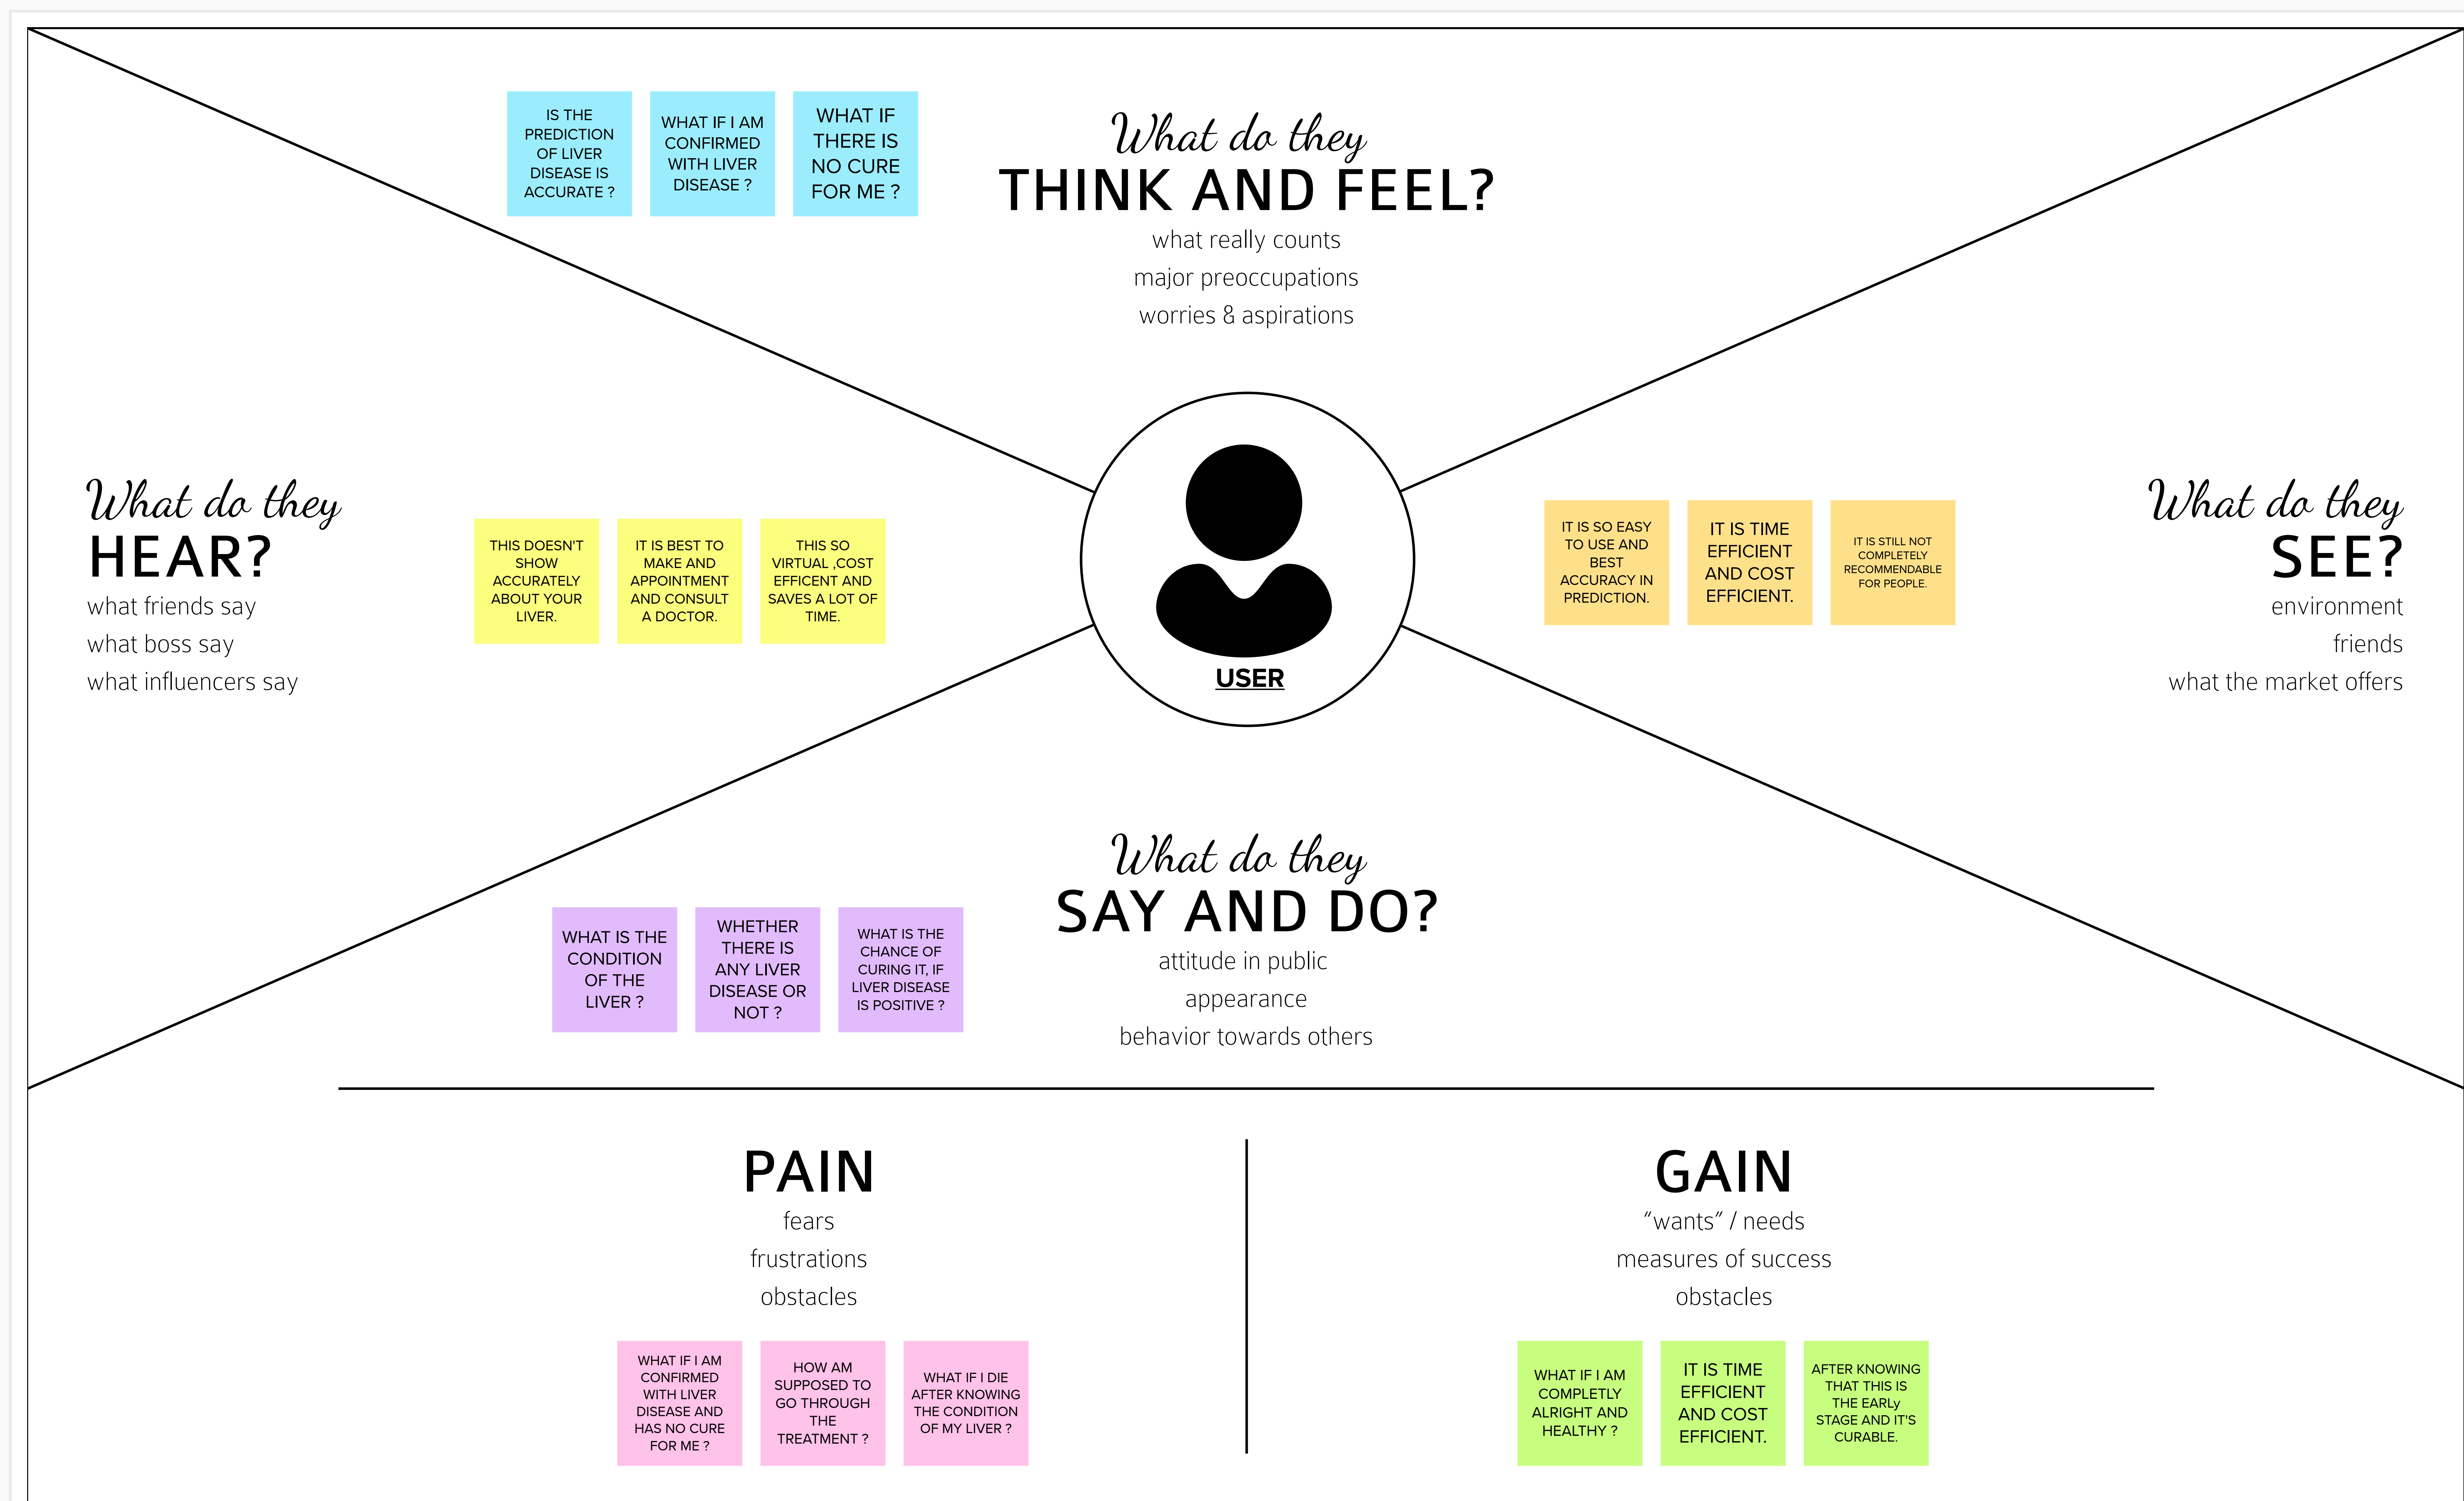 IS THE
PREDICTION
OF LIVER
DISEASE IS
ACCURATE ?
WHAT IF I AM
CONFIRMED
WITH LIVER
DISEASE ?
WHAT IF
THERE IS
NO CURE
FOR ME ?
What do they
THINK AND FEEL?
what really counts
major preoccupations
worries & aspirations
What do they
HEAR?
what friends say
what boss say
what influencers say
THIS DOESN'T
SHOW
ACCURATELY
ABOUT YOUR
LIVER.
IT IS BEST TO
MAKE AND
APPOINTMENT
AND CONSULT
A DOCTOR.
THIS SO
VIRTUAL ,COST
EFFICENT AND
SAVES A LOT OF
TIME.
USER
IT IS SO EASY
TO USE AND
BEST
ACCURACY IN
PREDICTION.
IT IS TIME
EFFICIENT
AND COST
EFFICIENT.
IT IS STILL NOT
COMPLETELY
RECOMMENDABLE
FOR PEOPLE.
What do they
SEE?
environment
friends
what the market offers
WHAT IS THE
CONDITION
OF THE
LIVER ?
WHETHER
THERE IS
ANY LIVER
DISEASE OR
NOT ?
WHAT IS THE
CHANCE OF
CURING IT, IF
LIVER DISEASE
IS POSITIVE ?
What do they
SAY AND DO?
attitude in public
appearance
behavior towards others
PAIN
fears
frustrations
obstacles
WHAT IF I AM
CONFIRMED
WITH LIVER
DISEASE AND
HAS NO CURE
FOR ME ?
HOW AM
SUPPOSED TO
GO THROUGH
THE
TREATMENT ?
WHAT IF I DIE
AFTER KNOWING
THE CONDITION
OF MY LIVER ?
GAIN
“wants” / needs
measures of success
obstacles
WHAT IF I AM
COMPLETLY
ALRIGHT AND
HEALTHY ?
IT IS TIME
EFFICIENT
AND COST
EFFICIENT.
AFTER KNOWING
THAT THIS IS
THE EARLy
STAGE AND IT'S
CURABLE.